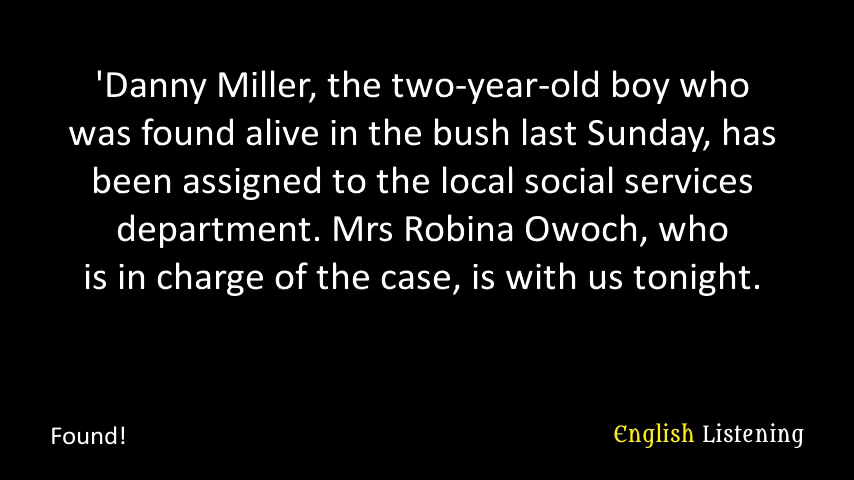 'Danny Miller, the two-year-old boy who
was found alive in the bush last Sunday, has
been assigned to the local social services
department. Mrs Robina Owoch, who
is in charge of the case, is with us tonight.
Found!
English Listening